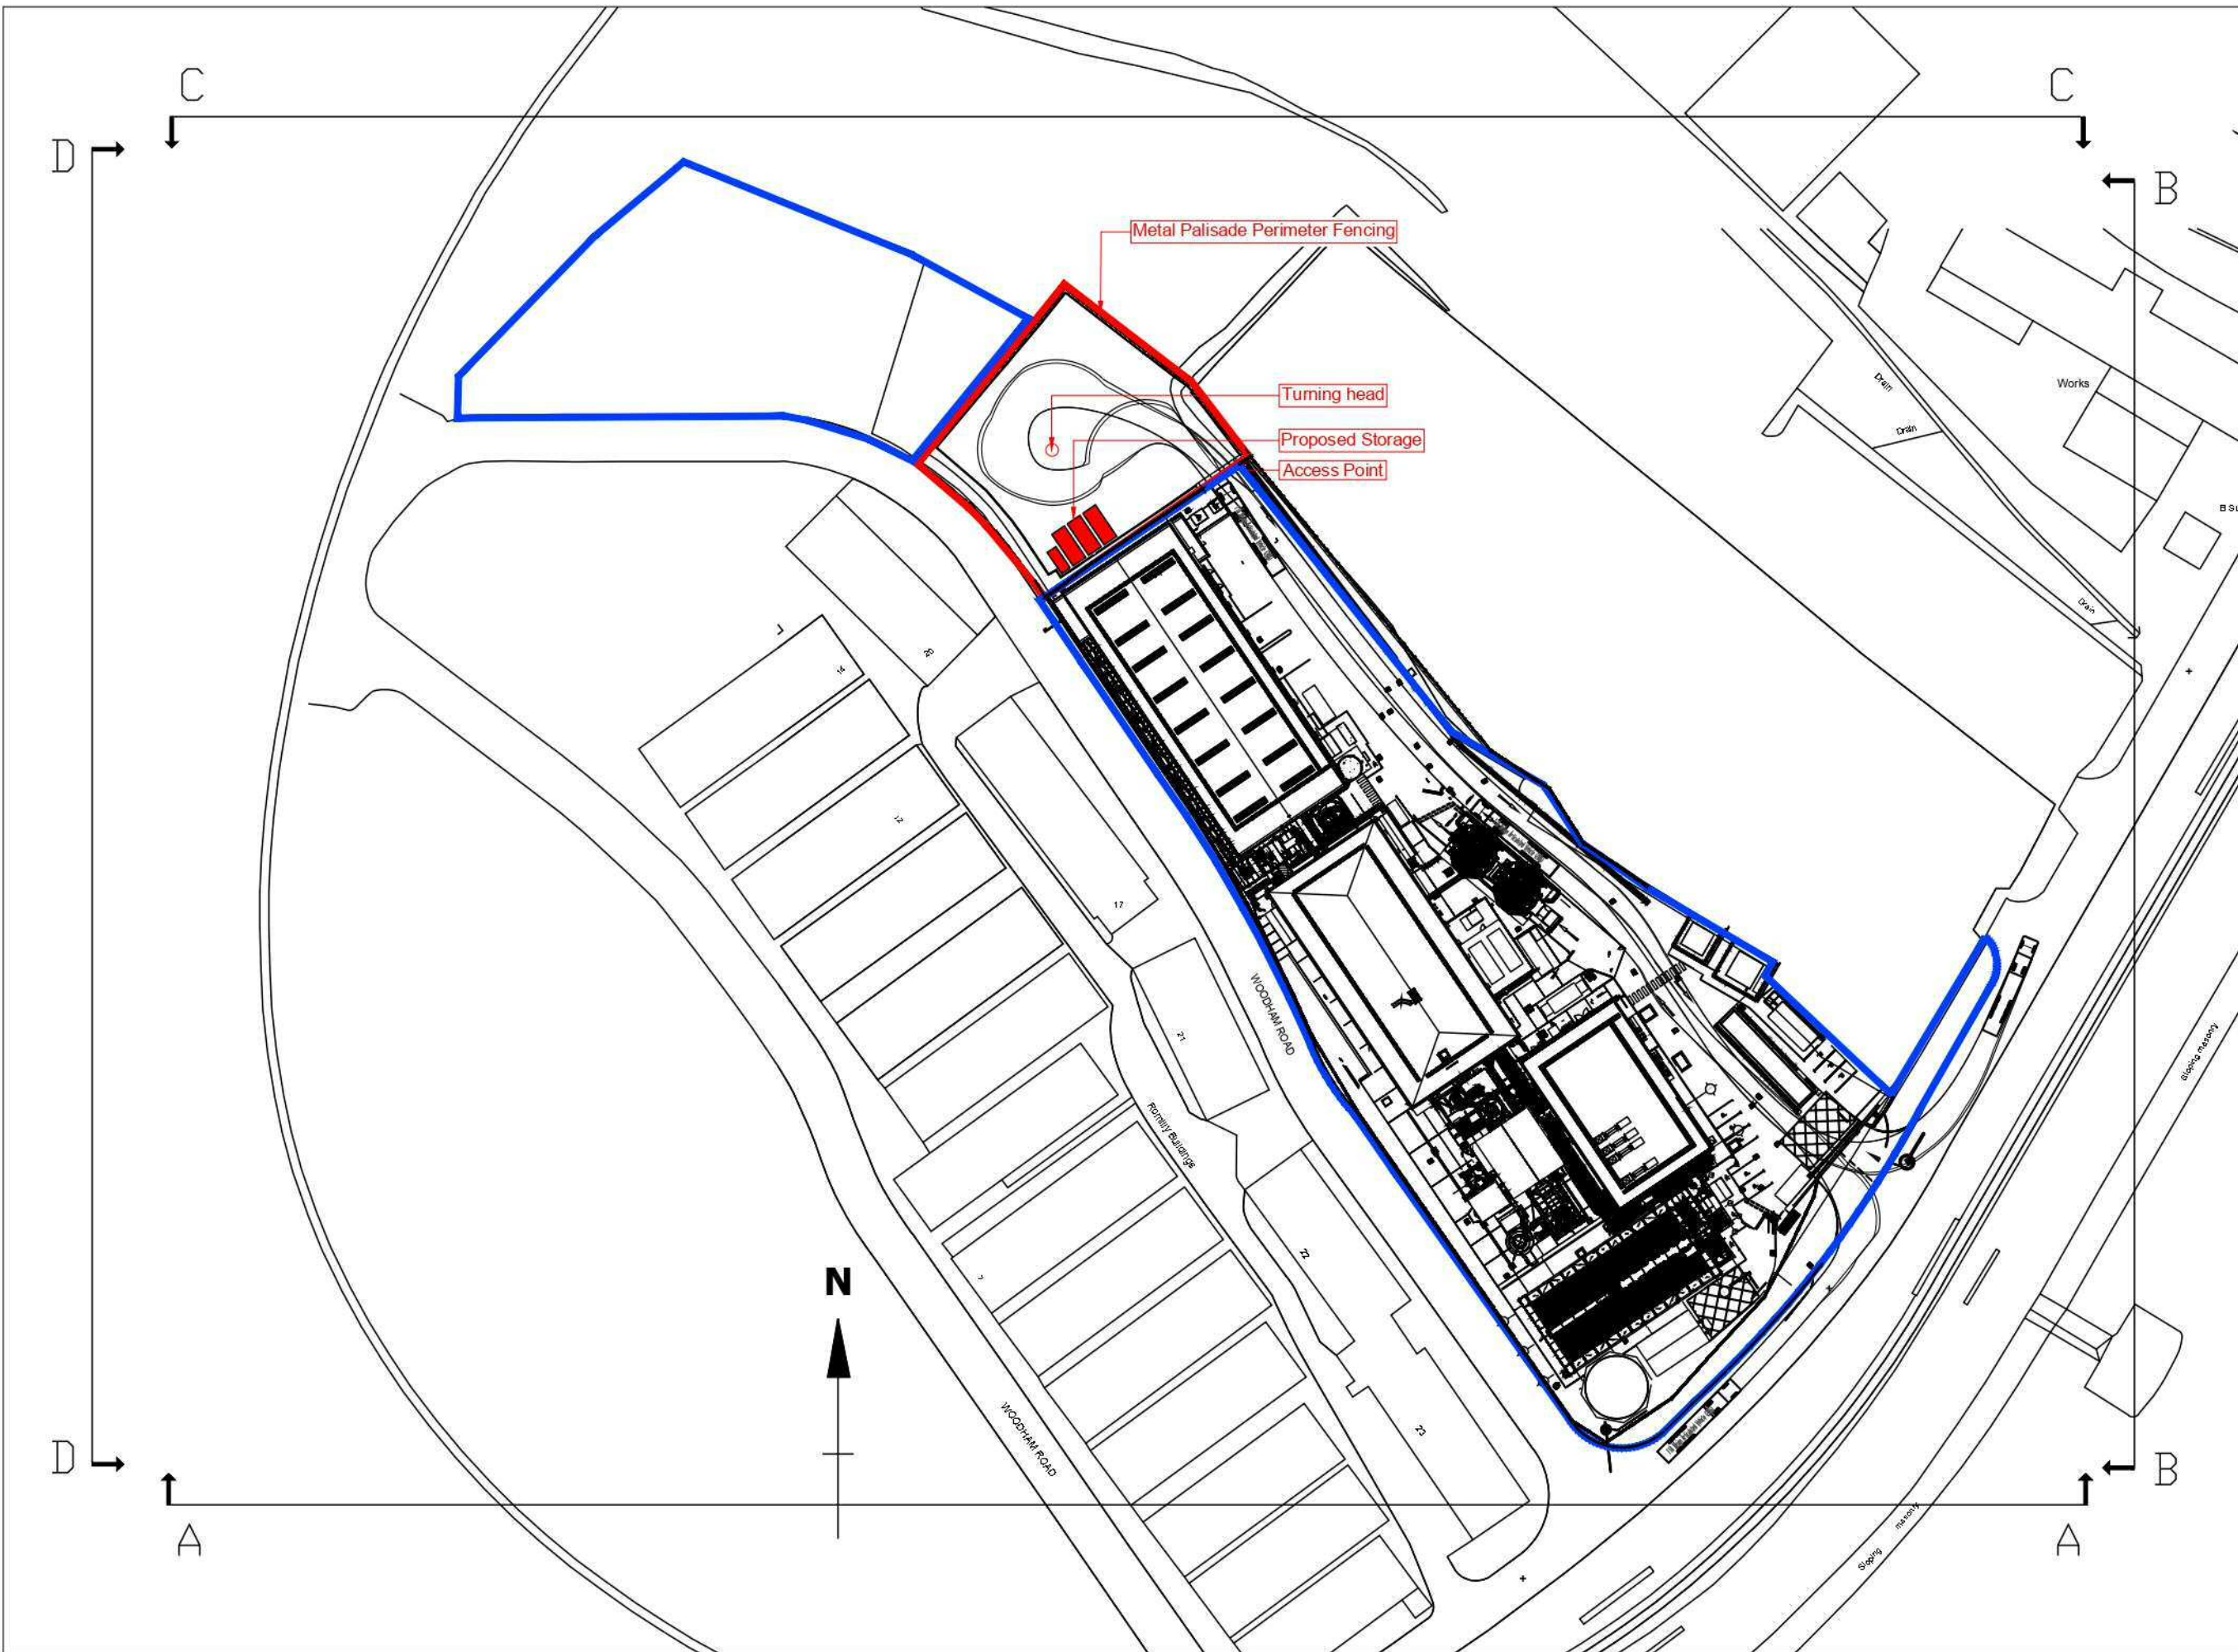 C
C
D
B
Metal Palisade Perimeter Fencing
Turning head
Works
Drain
Proposed Storage
Drain
Access Point
Drain
20
14
12
17
WOODHAM ROAD
21
Sloping masonry
Romilly Buildings
22
7
N
23
WOODHAM ROAD
D
B
masonry
Sloping
A
A